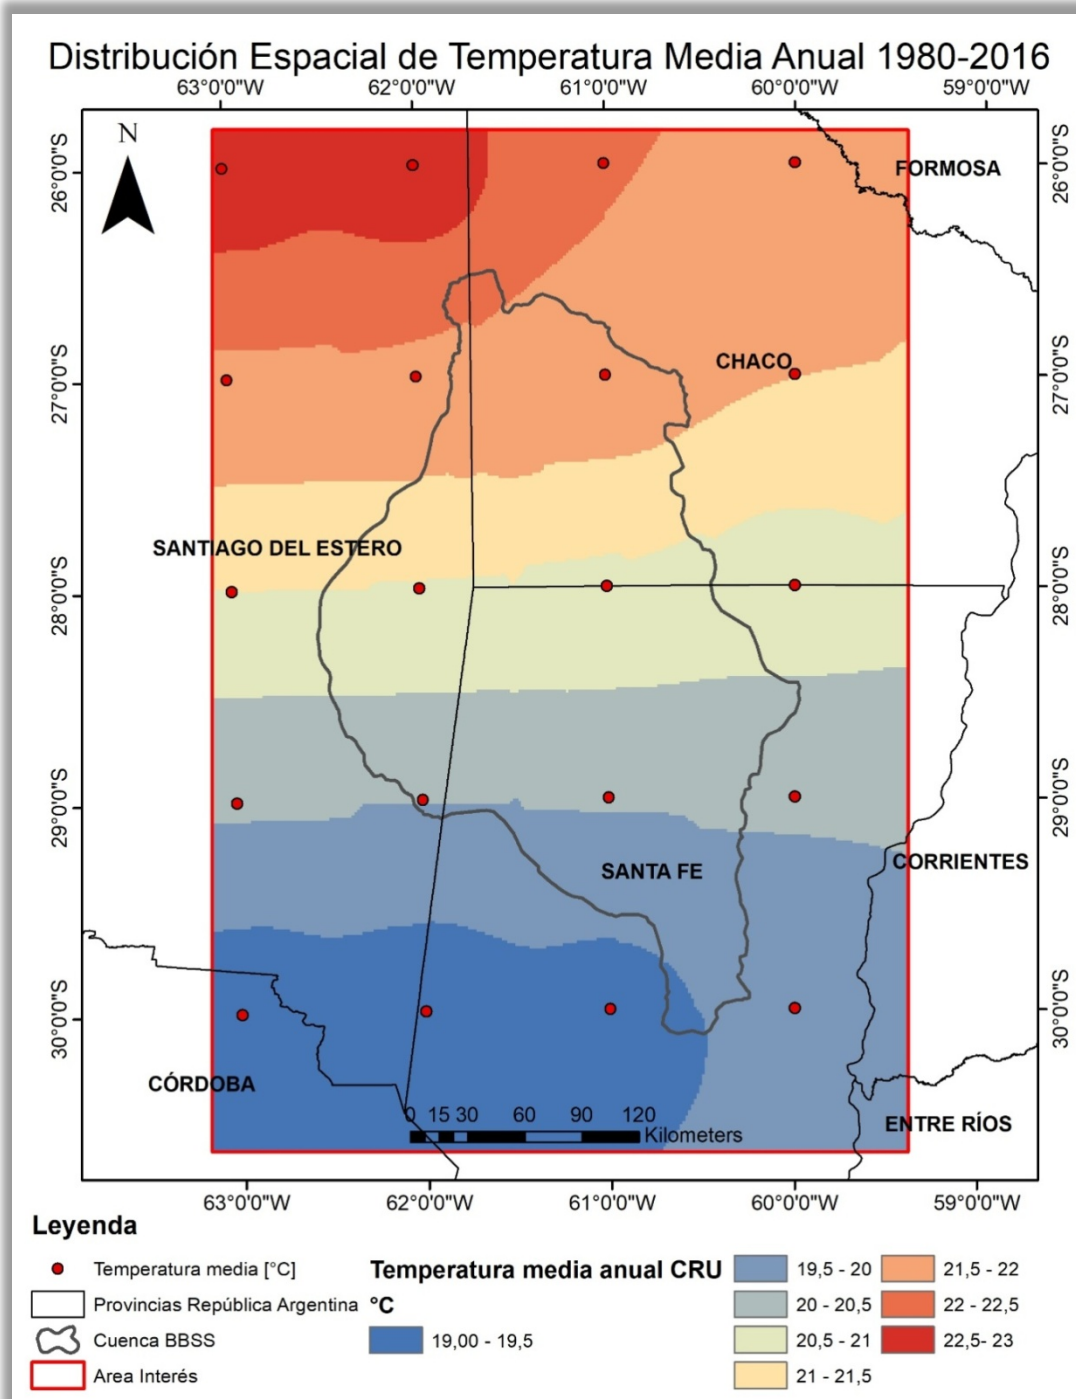 Distribución Espacial de Temperatura Media Anual 1980-2016
63°0'0"W 62°0'0"W 61°0'0"W 60°0'0"W 59°0'0"W
N
26°0'0"S 26°0'0"S
FORMOSA
CHACO
27°0'0"S 27°0'0"S
SANTIAGO DEL ESTERO
28°0'0"S 28°0'0"S
29°0'0"S 29°0'0"S
SANTA FE
CORRIENTES
30°0'0"S 30°0'0"S
CÓRDOBA
0 15 30 60 90 120
Kilometers
ENTRE RÍOS
63°0'0"W 62°0'0"W 61°0'0"W 60°0'0"W 59°0'0"W
Leyenda
Temperatura media [°C]
Provincias República Argentina
Cuenca BBSS
Area Interés
Temperatura media anual CRU
°C
19,00 - 19,5
19,5 - 20
20 - 20,5
20,5 - 21
21 - 21,5
21,5 - 22
22 - 22,5
22,5- 23